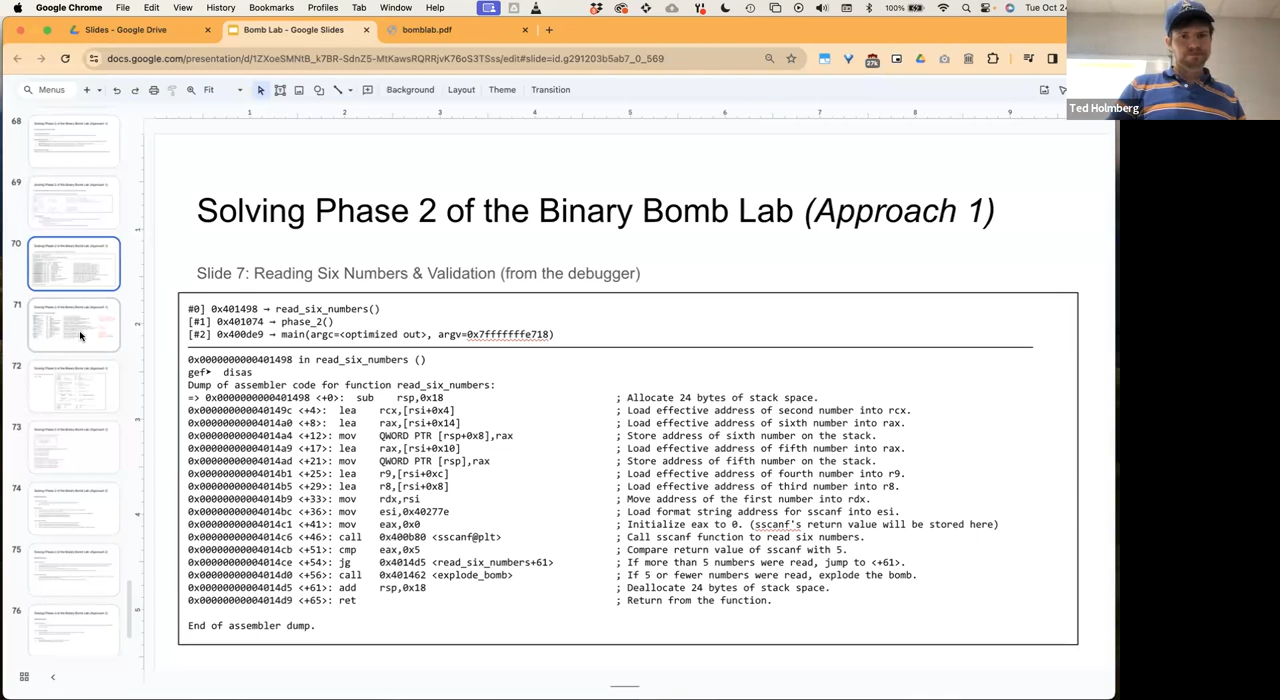 Google Chrome File Edit View History Bookmarks Profiles Tab Window Help 100% Tue Oct 24
Slides - Google Drive
Bomb Lab - Google Slides
bomblab.pdf
docs.google.com/presentation/d/1ZXoeSMNtB_k7BR-SdnZ5-MtKawsRQRRjvK76oS3TSss/edit#slide=id.g291203b5ab7_0_569
27k
Menus Fit Background Layout Theme Transition
Ted Holmberg
1 2 3 4 5 6 7 8 9
68
69
70
71
72
73
74
75
76
1
2
3
4
5
Solving Phase 2 of the Binary Bomb Lab (Approach 1)
Slide 7: Reading Six Numbers & Validation (from the debugger)
#0] 0x401498 → read_six_numbers()
[#1] 0x401074 → phase_2()
[#2] 0x400de9 → main(argc=<optimized out>, argv=0x7fffffffe718)
0x0000000000401498 in read_six_numbers ()
gef➤ disas
Dump of assembler code for function read_six_numbers:
=> 0x0000000000401498 <+0>: sub rsp,0x18 ; Allocate 24 bytes of stack space.
0x000000000040149c <+4>: lea rcx,[rsi+0x4] ; Load effective address of second number into rcx.
0x00000000004014a0 <+8>: lea rax,[rsi+0x14] ; Load effective address of sixth number into rax.
0x00000000004014a4 <+12>: mov QWORD PTR [rsp+0x8],rax ; Store address of sixth number on the stack.
0x00000000004014a9 <+17>: lea rax,[rsi+0x10] ; Load effective address of fifth number into rax.
0x00000000004014ad <+21>: mov QWORD PTR [rsp],rax ; Store address of fifth number on the stack.
0x00000000004014b1 <+25>: lea r9,[rsi+0xc] ; Load effective address of fourth number into r9.
0x00000000004014b5 <+29>: lea r8,[rsi+0x8] ; Load effective address of third number into r8.
0x00000000004014b9 <+33>: mov rdx,rsi ; Move address of the first number into rdx.
0x00000000004014bc <+36>: mov esi,0x40277e ; Load format string address for sscanf into esi.
0x00000000004014c1 <+41>: mov eax,0x0 ; Initialize eax to 0. (sscanf's return value will be stored here)
0x00000000004014c6 <+46>: call 0x400b80 <sscanf@plt> ; Call sscanf function to read six numbers.
0x00000000004014cb <+51>: cmp eax,0x5 ; Compare return value of sscanf with 5.
0x00000000004014ce <+54>: jg 0x4014d5 <read_six_numbers+61> ; If more than 5 numbers were read, jump to <+61>.
0x00000000004014d0 <+56>: call 0x401462 <explode_bomb> ; If 5 or fewer numbers were read, explode the bomb.
0x00000000004014d5 <+61>: add rsp,0x18 ; Deallocate 24 bytes of stack space.
0x00000000004014d9 <+65>: ret ; Return from the function.
End of assembler dump.